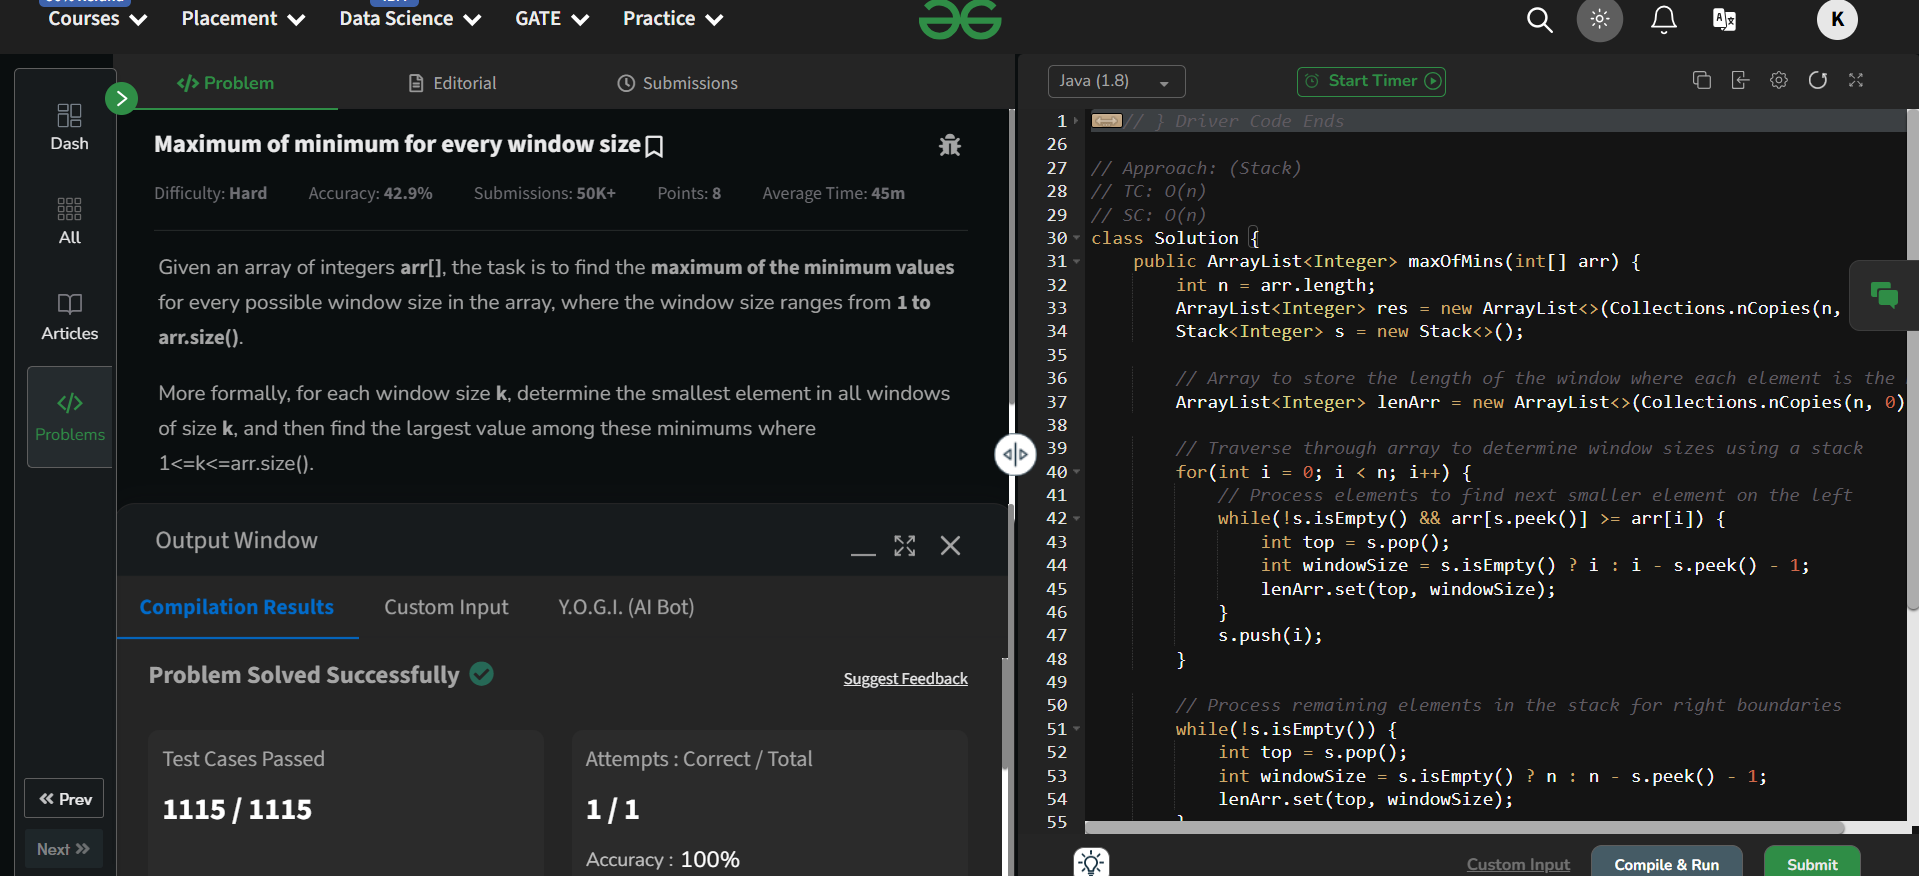 Courses
Placement
Data Science
GATE
Practice
K
Dash
All
Articles
Problems
Prev
Next
Problem
Editorial
Submissions
Maximum of minimum for every window size
Difficulty: Hard
Accuracy: 42.9%
Submissions: 50K+
Points: 8
Average Time: 45m
Given an array of integers arr[], the task is to find the maximum of the minimum values
for every possible window size in the array, where the window size ranges from 1 to
arr.size().
More formally, for each window size k, determine the smallest element in all windows
of size k, and then find the largest value among these minimums where
1<=k<=arr.size().
Output Window
Compilation Results
Custom Input
Y.O.G.I. (AI Bot)
Problem Solved Successfully
Suggest Feedback
Test Cases Passed
1115 / 1115
Attempts : Correct / Total
1 / 1
Accuracy : 100%
Java (1.8)
Start Timer
1 // } Driver Code Ends
26
27 // Approach: (Stack)
28 // TC: O(n)
29 // SC: O(n)
30 class Solution {
31     public ArrayList<Integer> maxOfMins(int[] arr) {
32         int n = arr.length;
33         ArrayList<Integer> res = new ArrayList<>(Collections.nCopies(n,
34         Stack<Integer> s = new Stack<>();
35
36         // Array to store the length of the window where each element is the
37         ArrayList<Integer> lenArr = new ArrayList<>(Collections.nCopies(n, 0)
38
39         // Traverse through array to determine window sizes using a stack
40         for(int i = 0; i < n; i++) {
41             // Process elements to find next smaller element on the left
42             while(!s.isEmpty() && arr[s.peek()] >= arr[i]) {
43                 int top = s.pop();
44                 int windowSize = s.isEmpty() ? i : i - s.peek() - 1;
45                 lenArr.set(top, windowSize);
46             }
47             s.push(i);
48         }
49
50         // Process remaining elements in the stack for right boundaries
51         while(!s.isEmpty()) {
52             int top = s.pop();
53             int windowSize = s.isEmpty() ? n : n - s.peek() - 1;
54             lenArr.set(top, windowSize);
55         }
Custom Input
Compile & Run
Submit